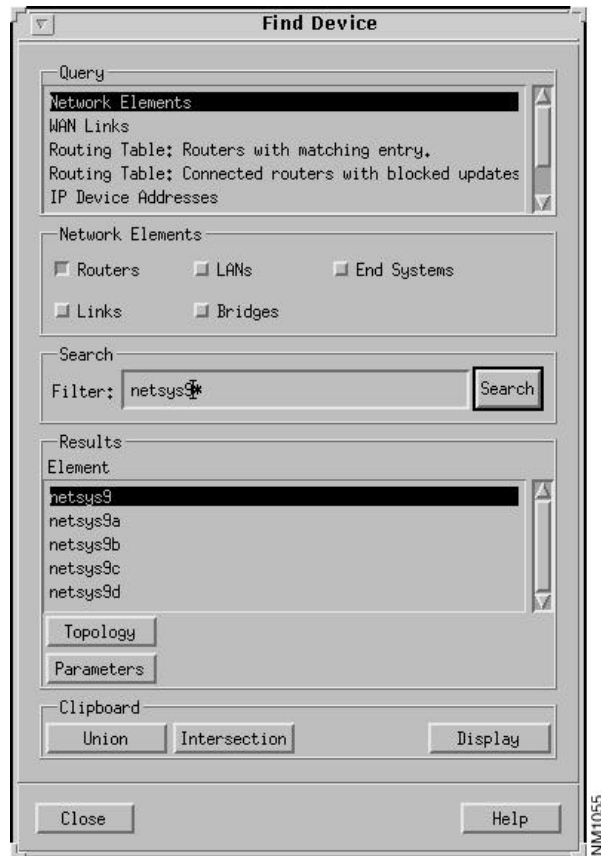 Find Device
Query
Network Elements
WAN Links
Routing Table: Routers with matching entry.
Routing Table: Connected routers with blocked updates
IP Device Addresses
Network Elements
Routers LANs End Systems
Links Bridges
Search
Filter: netsys9* Search
Results
Element
netsys9
netsys9a
netsys9b
netsys9c
netsys9d
Topology
Parameters
Clipboard
Union Intersection Display
Close Help
NM1055